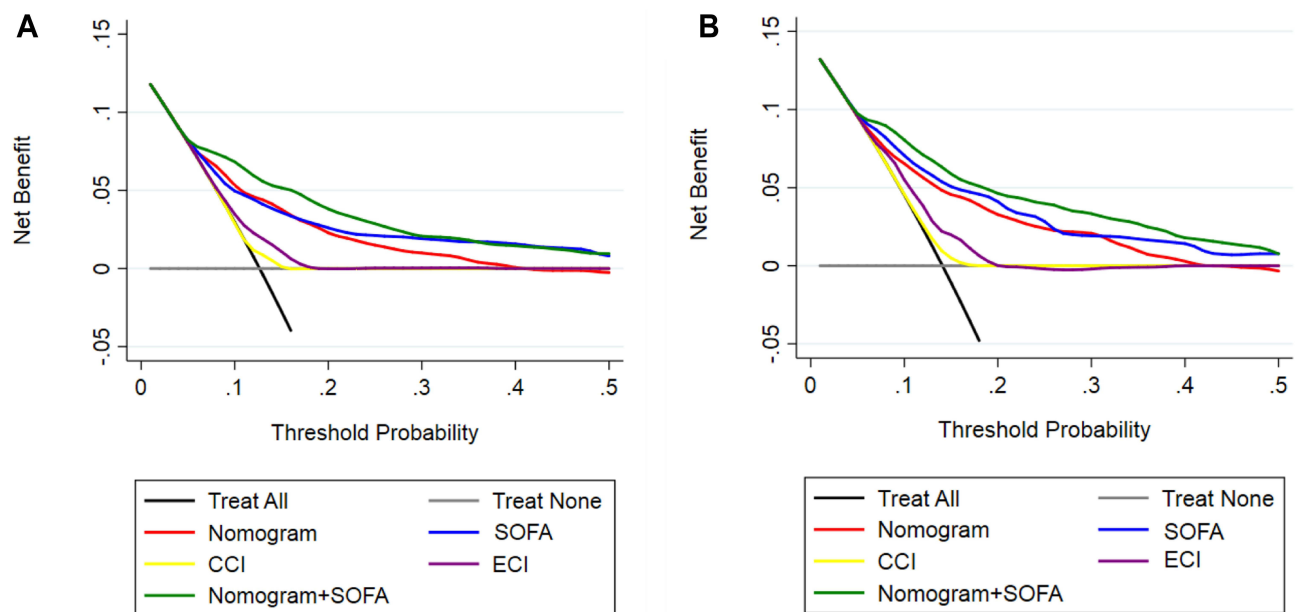 A
.15
.1
.05
0
-.05
Net Benefit
0 .1 .2 .3 .4 .5
Threshold Probability
Treat All Treat None
Nomogram SOFA
CCI ECI
Nomogram+SOFA
B
.15
.1
.05
0
-.05
Net Benefit
0 .1 .2 .3 .4 .5
Threshold Probability
Treat All Treat None
Nomogram SOFA
CCI ECI
Nomogram+SOFA